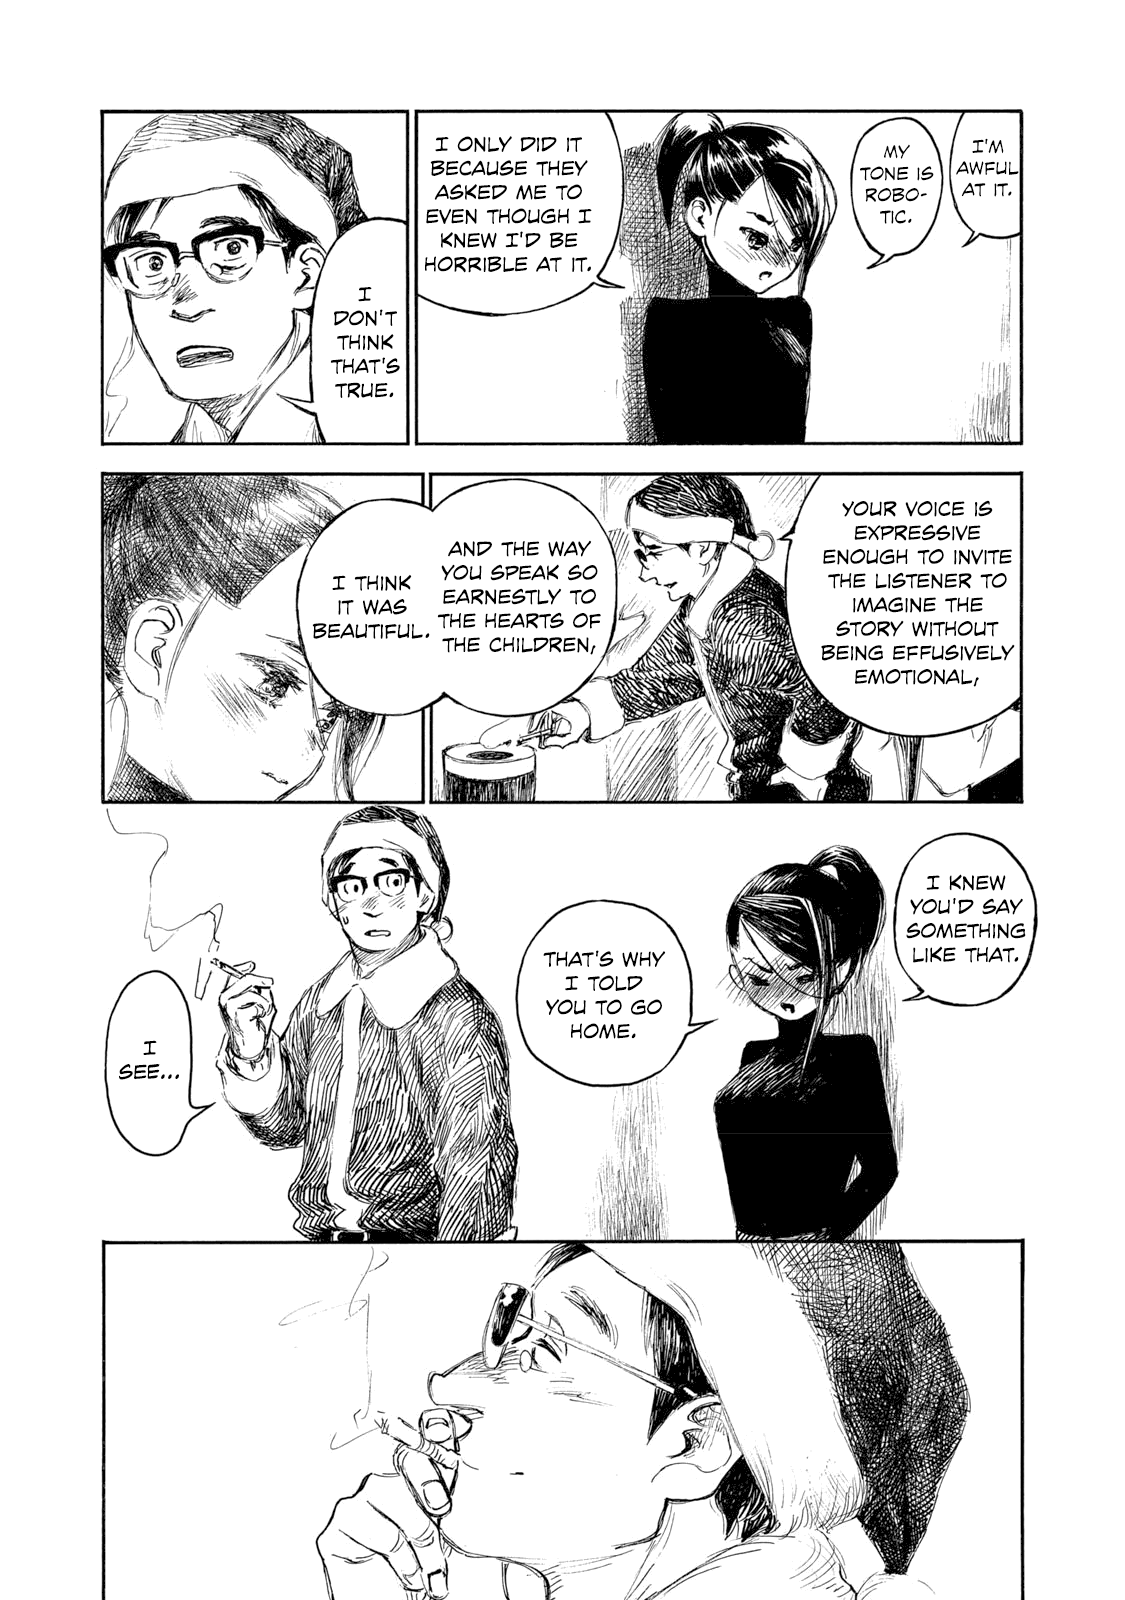 I'M
AWFUL
AT IT.
MY
TONE IS
ROBO-
TIC.
I ONLY DID IT
BECAUSE THEY
ASKED ME TO
EVEN THOUGH I
KNEW I'D BE
HORRIBLE AT IT.
I
DON'T
THINK
THAT'S
TRUE.
YOUR VOICE IS
EXPRESSIVE
ENOUGH TO INVITE
THE LISTENER TO
IMAGINE THE
STORY WITHOUT
BEING EFFUSIVELY
EMOTIONAL,
AND THE WAY
YOU SPEAK SO
EARNESTLY TO
THE HEARTS OF
THE CHILDREN,
I THINK
IT WAS
BEAUTIFUL.
I KNEW
YOU'D SAY
SOMETHING
LIKE THAT.
THAT'S WHY
I TOLD
YOU TO GO
HOME.
I
SEE...